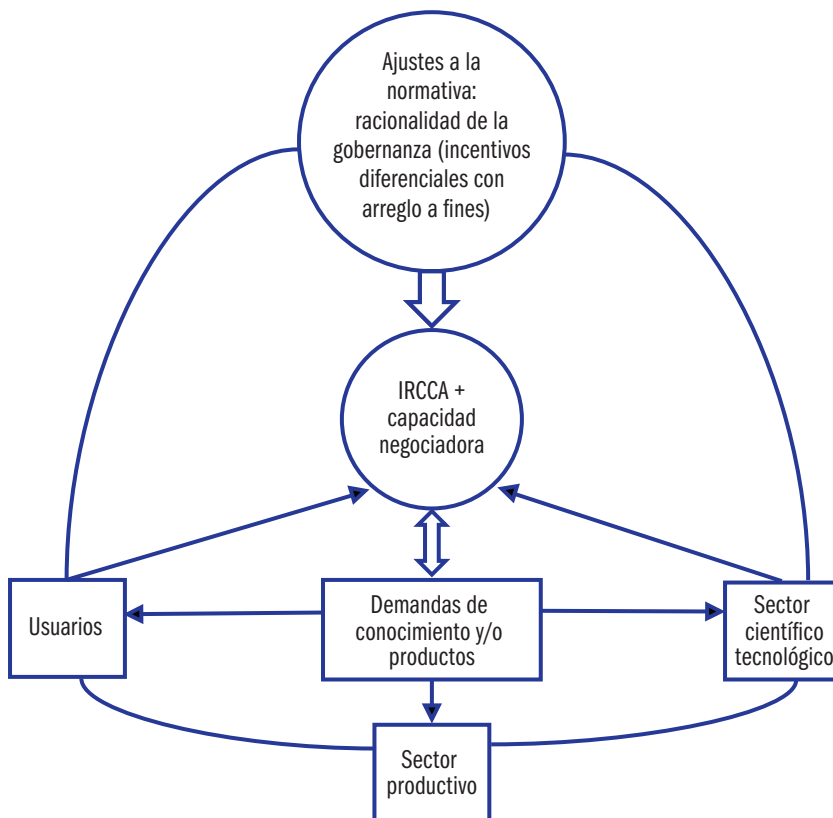 Ajustes a la
normativa:
racionalidad de la
gobernanza (incentivos
diferenciales con
arreglo a fines)
IRCCA +
capacidad
negociadora
Usuarios
Demandas de
conocimiento y/o
productos
Sector
científico
tecnológico
Sector
productivo